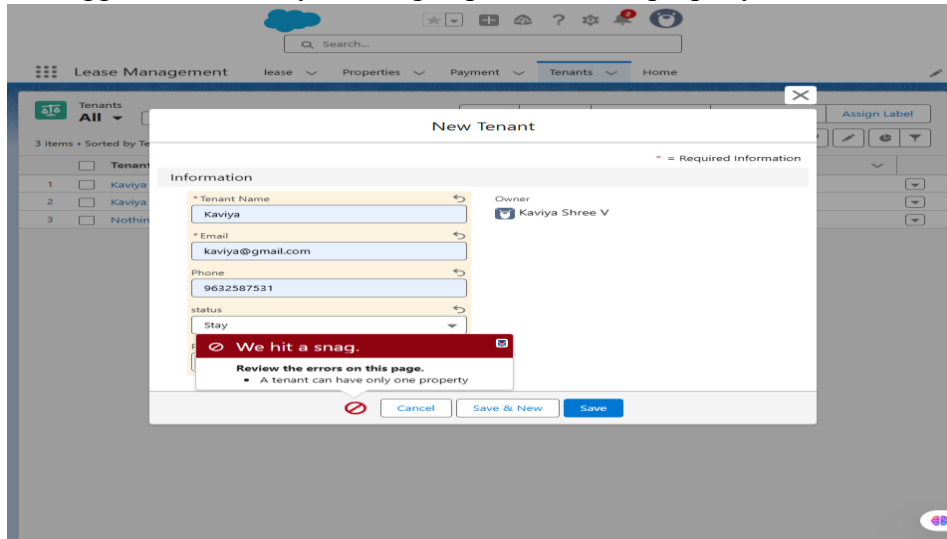 Search...
Lease Management lease Properties Payment Tenants Home
Tenants
All
Assign Label
3 items • Sorted by Te
New Tenant
* = Required Information
Tenant
Information
1 Kaviya
2 Kaviya
3 Nothin
* Tenant Name
Kaviya
Owner
Kaviya Shree V
* Email
kaviya@gmail.com
Phone
9632587531
status
Stay
We hit a snag.
Review the errors on this page.
• A tenant can have only one property
Cancel Save & New Save